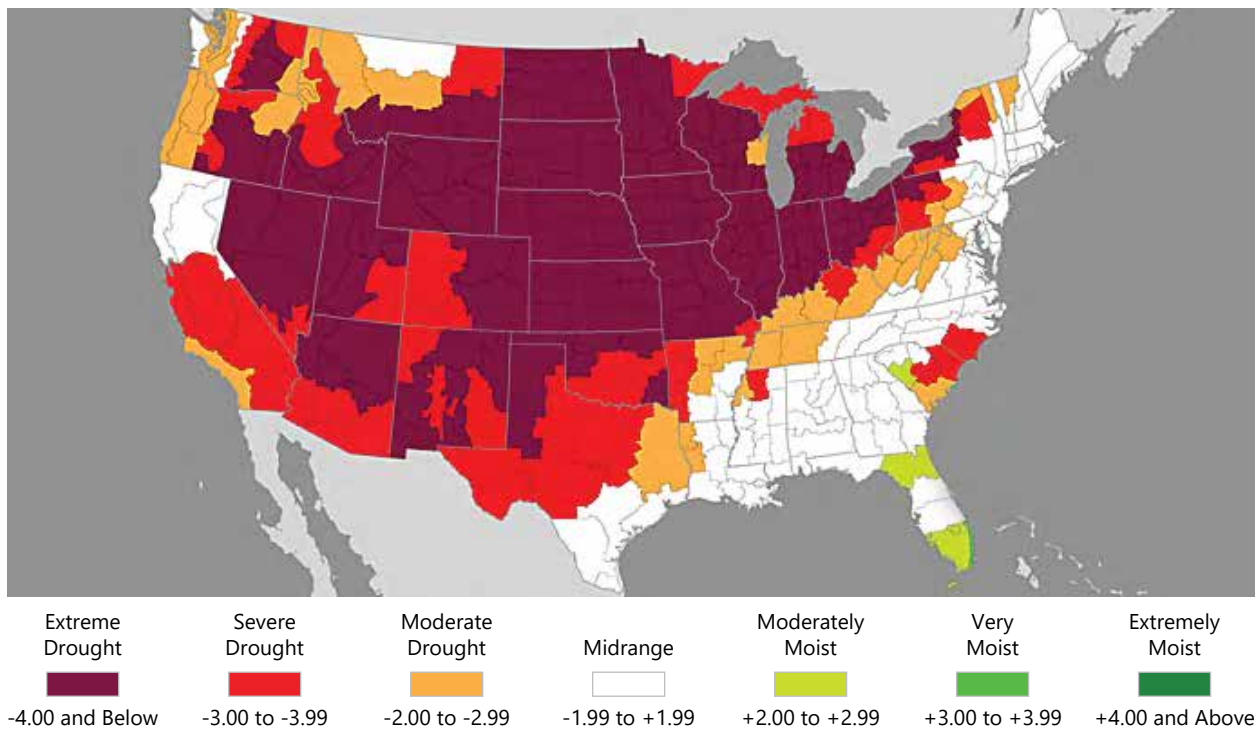 Extreme
Drought
-4.00 and Below
Severe
Drought
-3.00 to -3.99
Moderate
Drought
-2.00 to -2.99
Midrange
-1.99 to +1.99
Moderately
Moist
+2.00 to +2.99
Very
Moist
+3.00 to +3.99
Extremely
Moist
+4.00 and Above